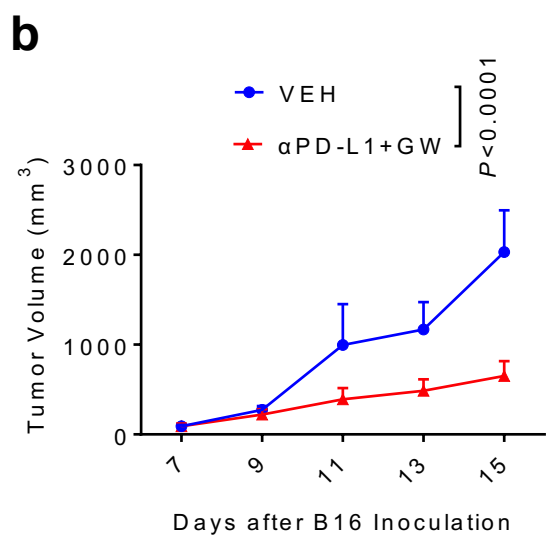 b
VEH
αPD-L1+GW
P<0.0001
Tumor Volume (mm³)
3000
2000
1000
0
7 9 11 13 15
Days after B16 Inoculation